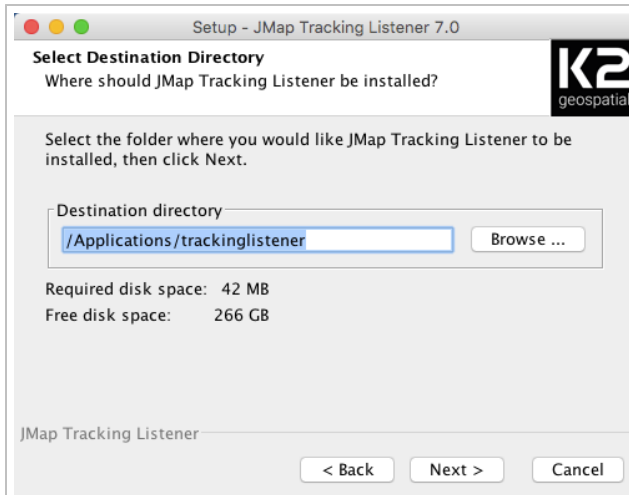 Setup - JMap Tracking Listener 7.0
Select Destination Directory
Where should JMap Tracking Listener be installed?
K2
geospatial
Select the folder where you would like JMap Tracking Listener to be
installed, then click Next.
Destination directory
/Applications/trackinglistener
Browse ...
Required disk space: 42 MB
Free disk space: 266 GB
JMap Tracking Listener
< Back Next > Cancel